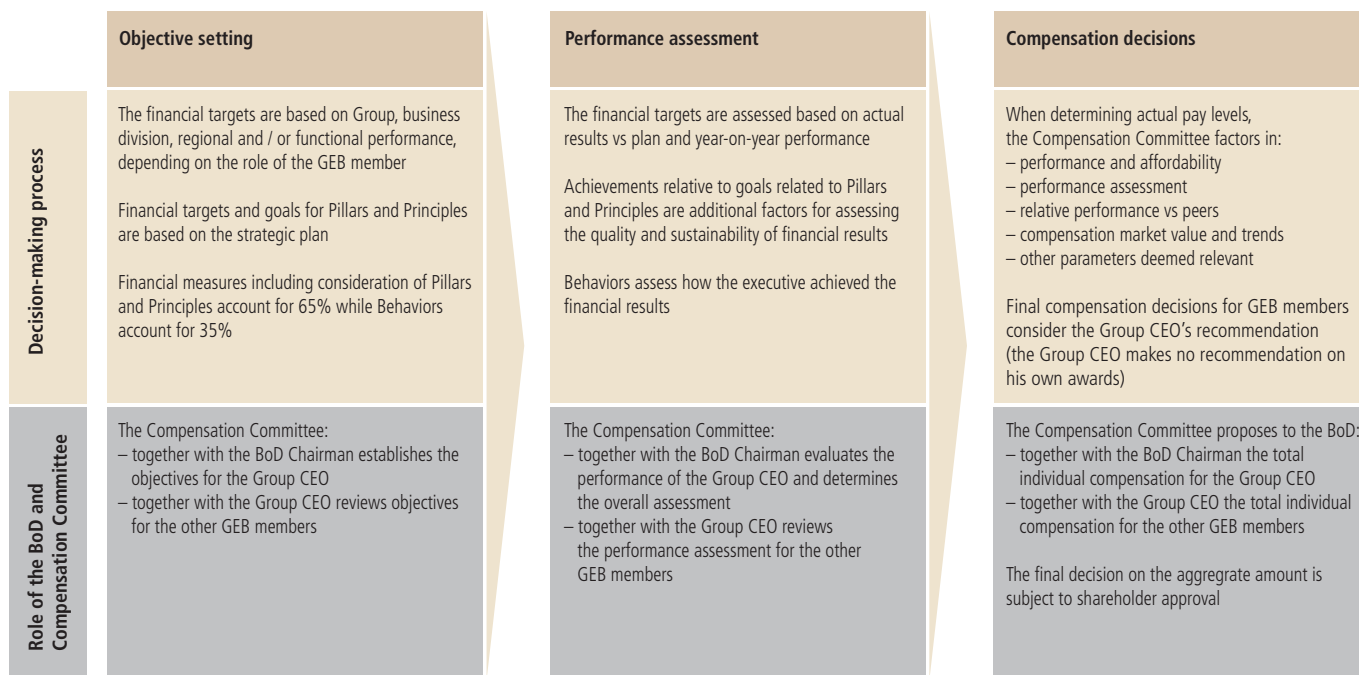 Objective setting
Performance assessment
Compensation decisions
Decision-making process
The financial targets are based on Group, business
division, regional and / or functional performance,
depending on the role of the GEB member
Financial targets and goals for Pillars and Principles
are based on the strategic plan
Financial measures including consideration of Pillars
and Principles account for 65% while Behaviors
account for 35%
The financial targets are assessed based on actual
results vs plan and year-on-year performance
Achievements relative to goals related to Pillars
and Principles are additional factors for assessing
the quality and sustainability of financial results
Behaviors assess how the executive achieved the
financial results
When determining actual pay levels,
the Compensation Committee factors in:
– performance and affordability
– performance assessment
– relative performance vs peers
– compensation market value and trends
– other parameters deemed relevant
Final compensation decisions for GEB members
consider the Group CEO’s recommendation
(the Group CEO makes no recommendation on
his own awards)
Role of the BoD and
Compensation Committee
The Compensation Committee:
– together with the BoD Chairman establishes the
objectives for the Group CEO
– together with the Group CEO reviews objectives
for the other GEB members
The Compensation Committee:
– together with the BoD Chairman evaluates the
performance of the Group CEO and determines
the overall assessment
– together with the Group CEO reviews
the performance assessment for the other
GEB members
The Compensation Committee proposes to the BoD:
– together with the BoD Chairman the total
individual compensation for the Group CEO
– together with the Group CEO the total individual
compensation for the other GEB members
The final decision on the aggregrate amount is
subject to shareholder approval